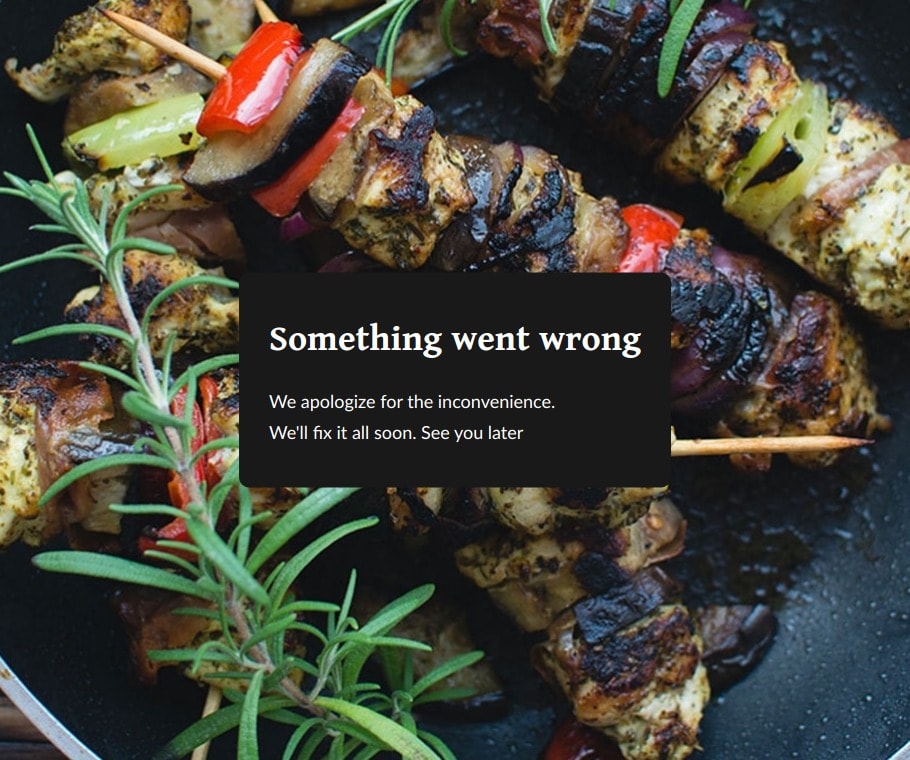 Something went wrong
We apologize for the inconvenience.
We'll fix it all soon. See you later